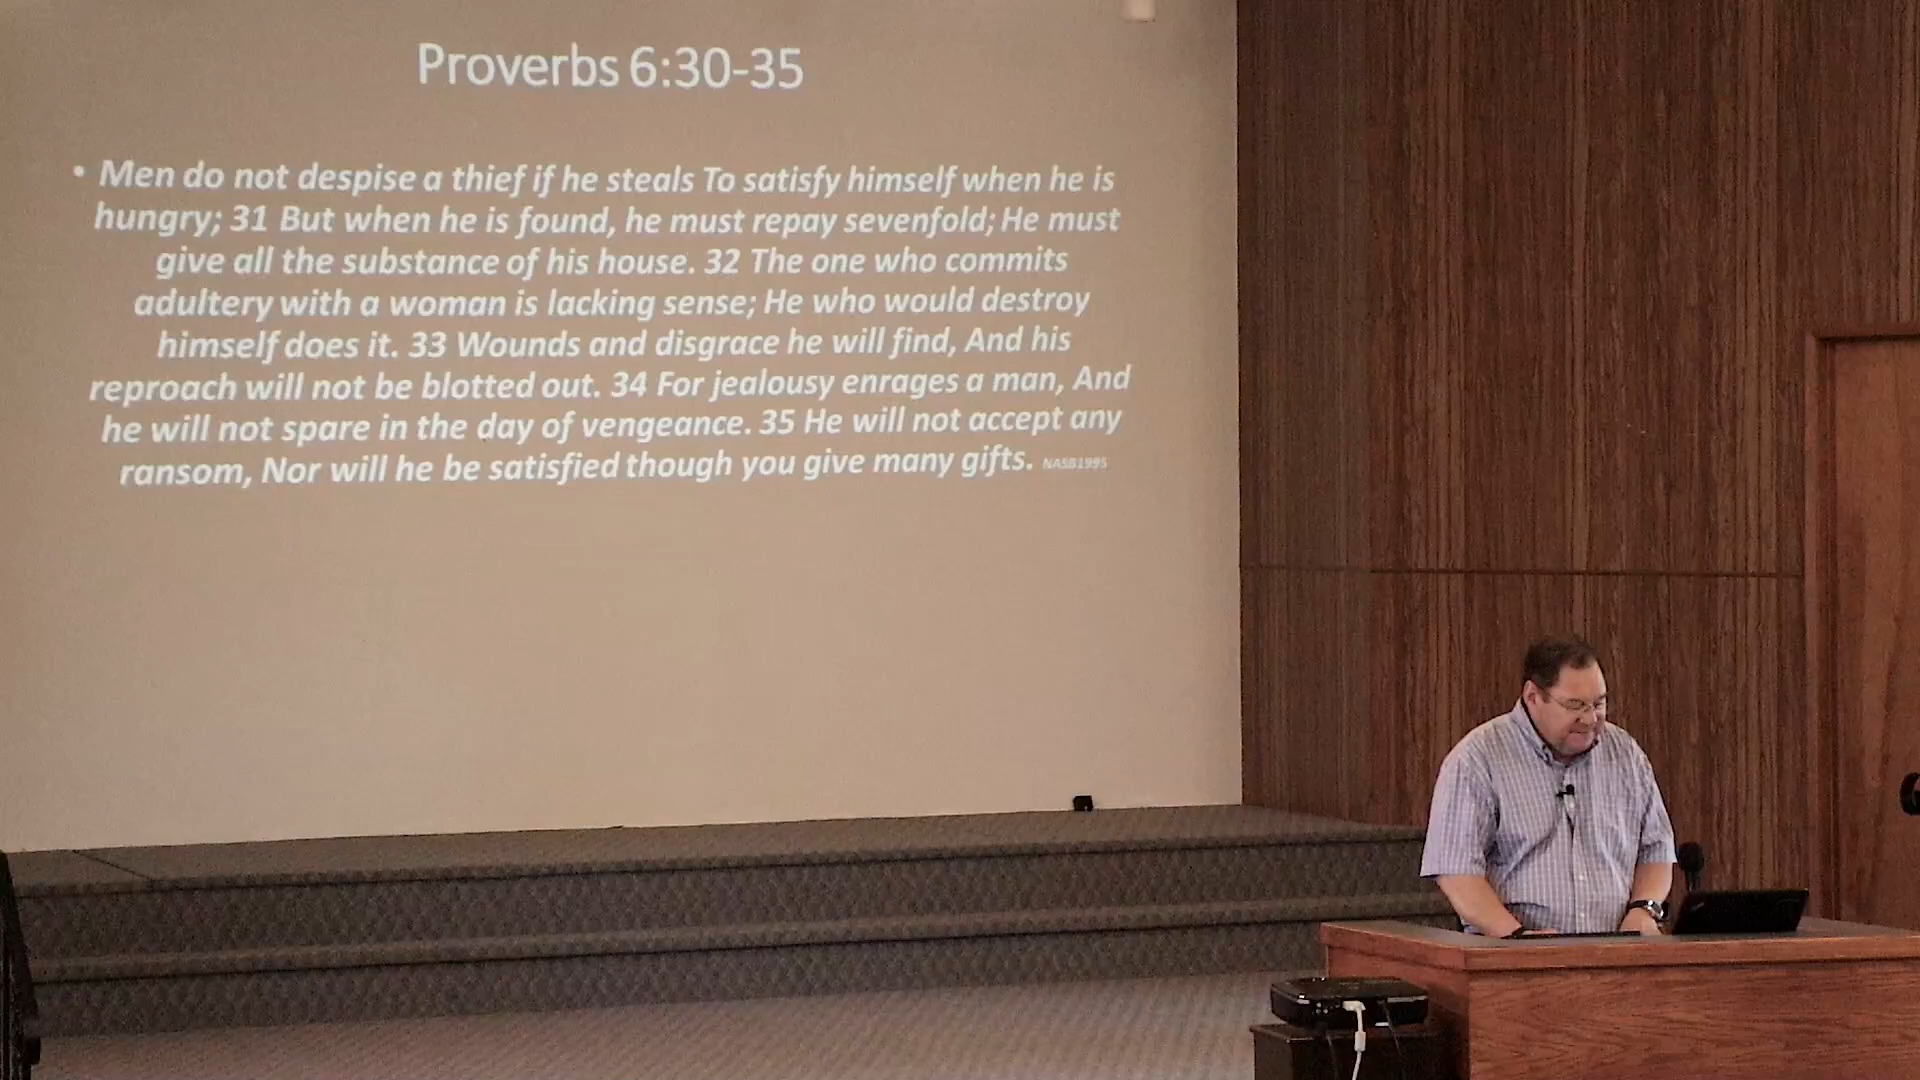 Proverbs 6:30-35
• Men do not despise a thief if he steals To satisfy himself when he is
hungry; 31 But when he is found, he must repay sevenfold; He must
give all the substance of his house. 32 The one who commits
adultery with a woman is lacking sense; He who would destroy
himself does it. 33 Wounds and disgrace he will find, And his
reproach will not be blotted out. 34 For jealousy enrages a man, And
he will not spare in the day of vengeance. 35 He will not accept any
ransom, Nor will he be satisfied though you give many gifts. NASB1995